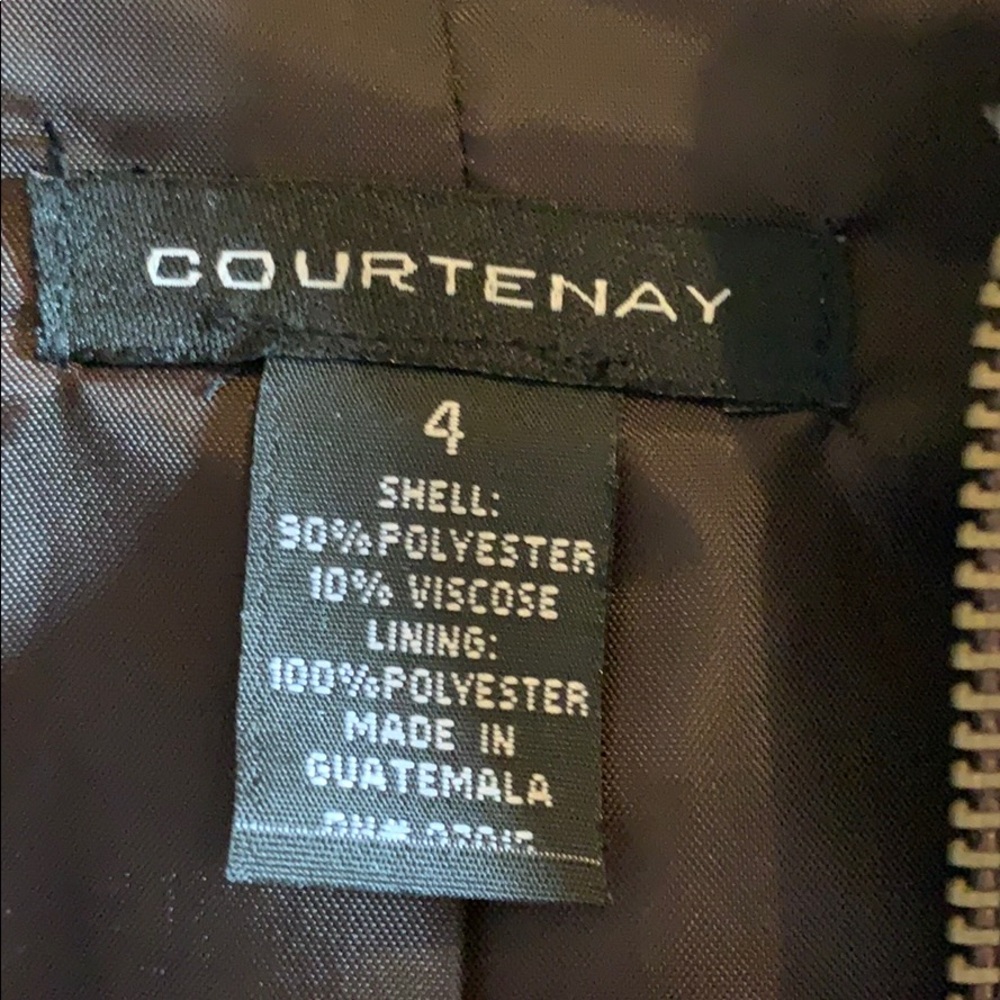 COURTENAY
4
SHELL:
90%POLYESTER
10% VISCOSE
LINING:
100%POLYESTER
MADE IN
GUATEMALA